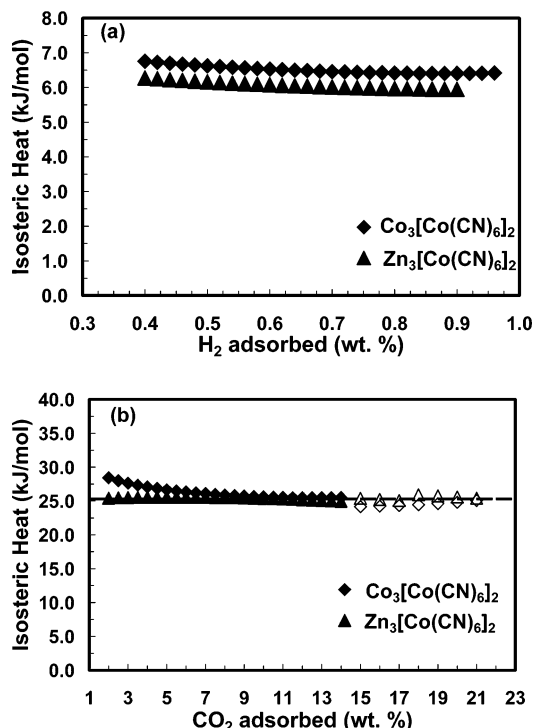 (a)
8.0
7.0
6.0
5.0
4.0
3.0
2.0
1.0
0.0
Isosteric Heat (kJ/mol)
Co₃[Co(CN)₆]₂
Zn₃[Co(CN)₆]₂
0.3 0.4 0.5 0.6 0.7 0.8 0.9 1.0
H₂ adsorbed (wt. %)
(b)
40.0
35.0
30.0
25.0
20.0
15.0
10.0
5.0
0.0
Isosteric Heat (kJ/mol)
Co₃[Co(CN)₆]₂
Zn₃[Co(CN)₆]₂
1 3 5 7 9 11 13 15 17 19 21 23
CO₂ adsorbed (wt. %)